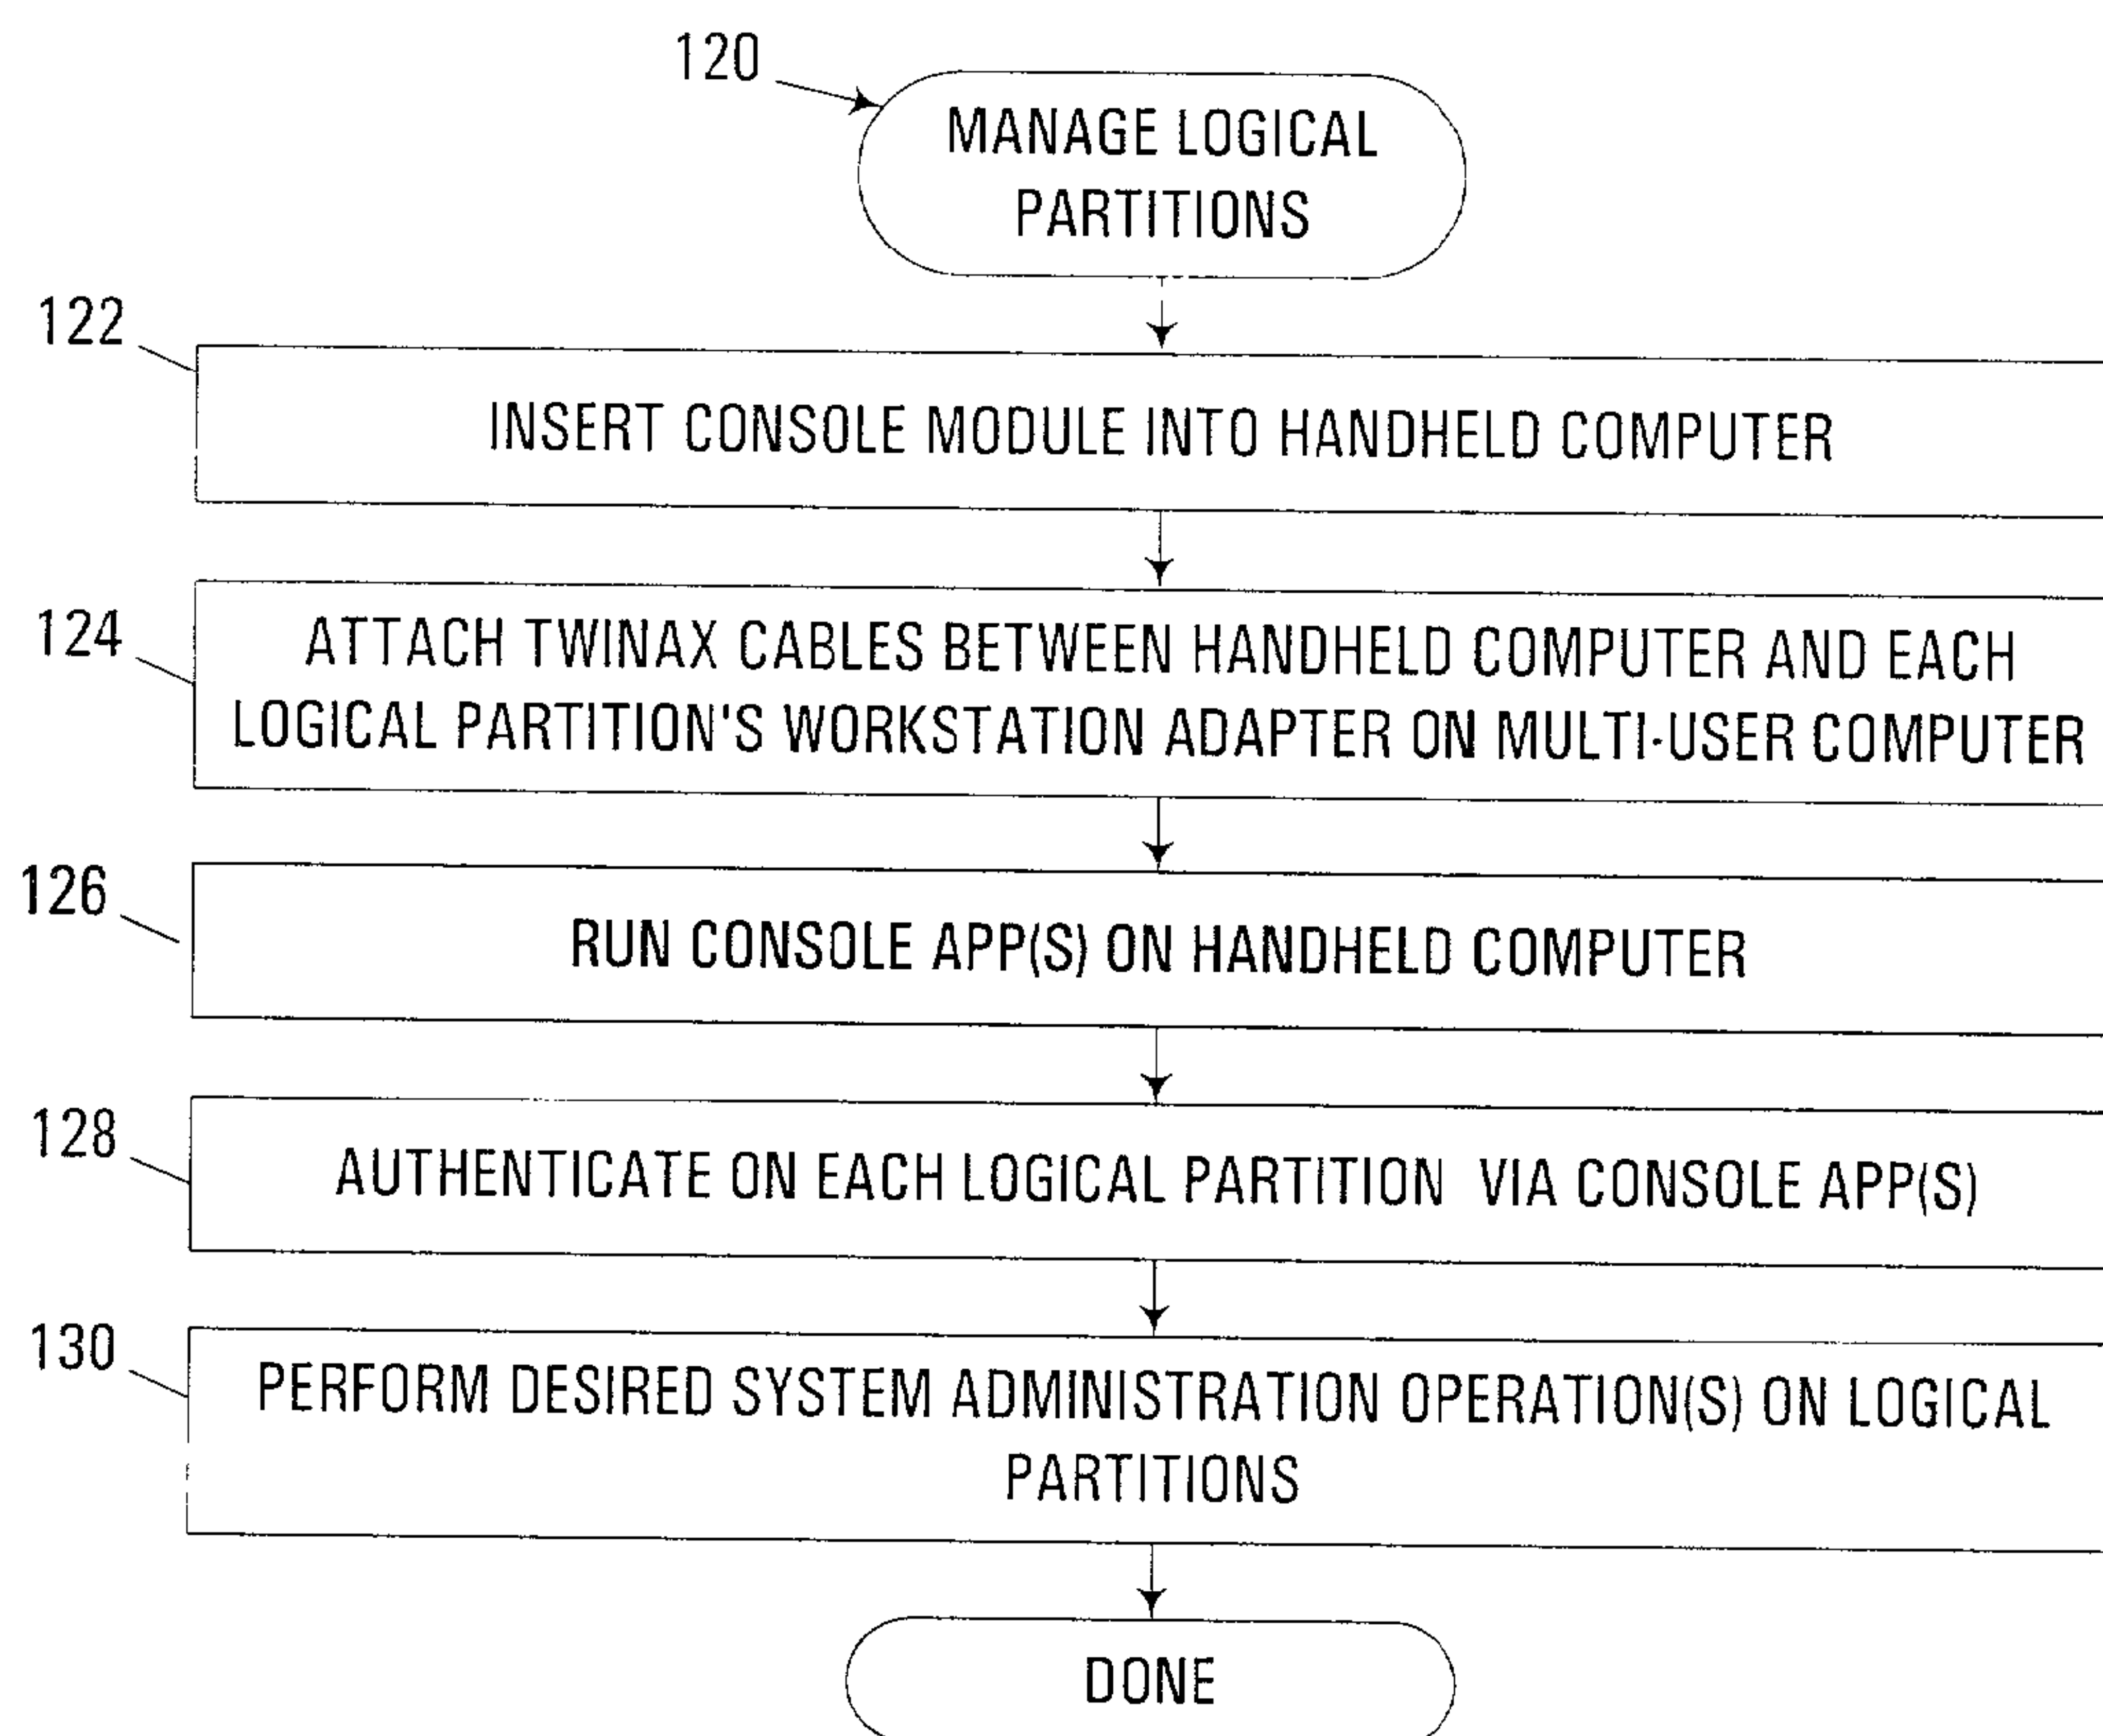 120
MANAGE LOGICAL
PARTITIONS
122
INSERT CONSOLE MODULE INTO HANDHELD COMPUTER
124
ATTACH TWINAX CABLES BETWEEN HANDHELD COMPUTER AND EACH
LOGICAL PARTITION'S WORKSTATION ADAPTER ON MULTI-USER COMPUTER
126
RUN CONSOLE APP(S) ON HANDHELD COMPUTER
128
AUTHENTICATE ON EACH LOGICAL PARTITION VIA CONSOLE APP(S)
130
PERFORM DESIRED SYSTEM ADMINISTRATION OPERATION(S) ON LOGICAL
PARTITIONS
DONE